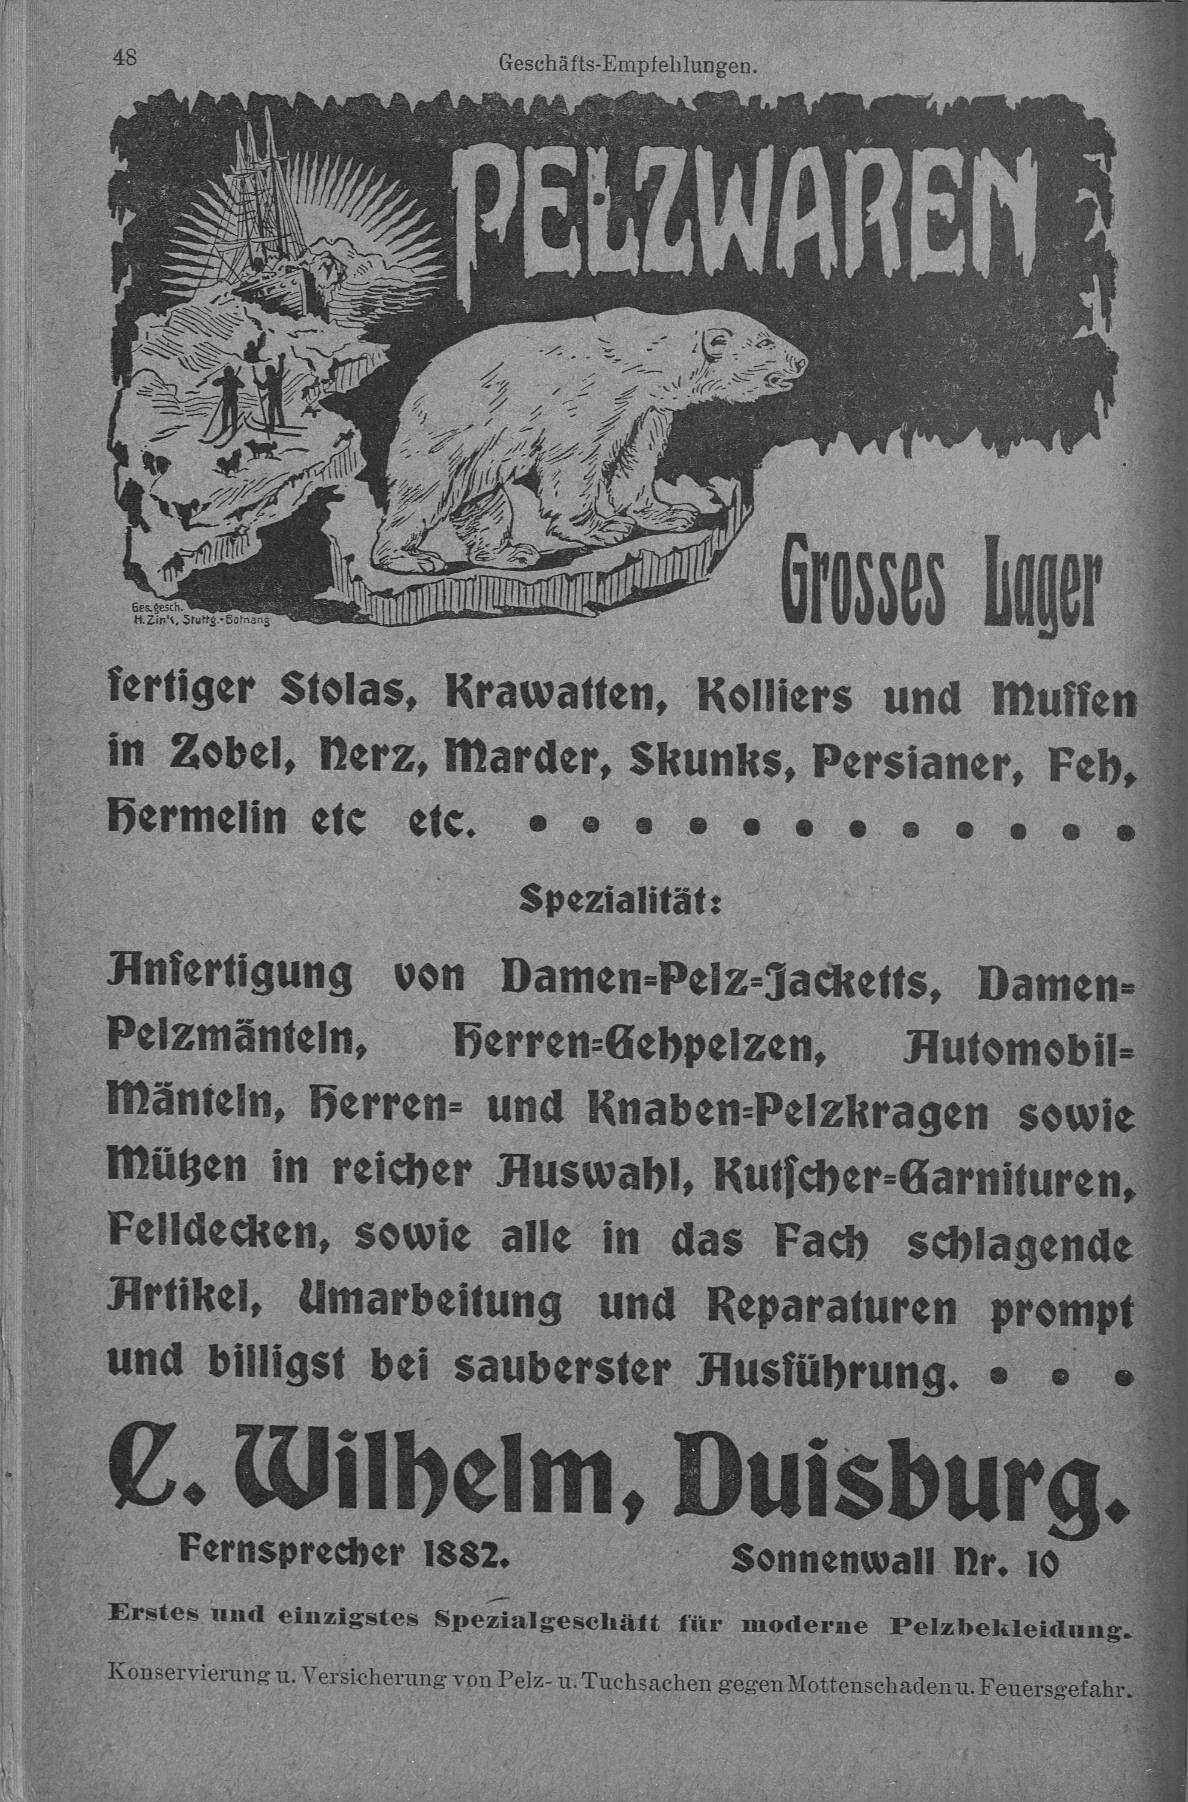 48
Geschäfts-Empfehlungen.
PELZWAREN
Ges. gesch.
H. Zink, Stuttg.-Botnang
Grosses Lager
fertiger Stolas, Krawatten, Kolliers und Muffen
in Zobel, Nerz, Marder, Skunks, Persianer, Feh,
Hermelin etc etc.
Spezialität:
Anfertigung von Damen-Pelz-Jacketts, Damen-
Pelzmänteln, Herren-Gehpelzen, Automobil-
Mänteln, Herren- und Knaben-Pelzkragen sowie
Mützen in reicher Auswahl, Kutscher-Garnituren,
Felldecken, sowie alle in das Fach schlagende
Artikel, Umarbeitung und Reparaturen prompt
und billigst bei sauberster Ausführung.
C. Wilhelm, Duisburg.
Fernsprecher 1882.
Sonnenwall Nr. 10
Erstes und einzigstes Spezialgeschäft für moderne Pelzbekleidung.
Konservierung u. Versicherung von Pelz- u. Tuchsachen gegen Mottenschaden u. Feuersgefahr.